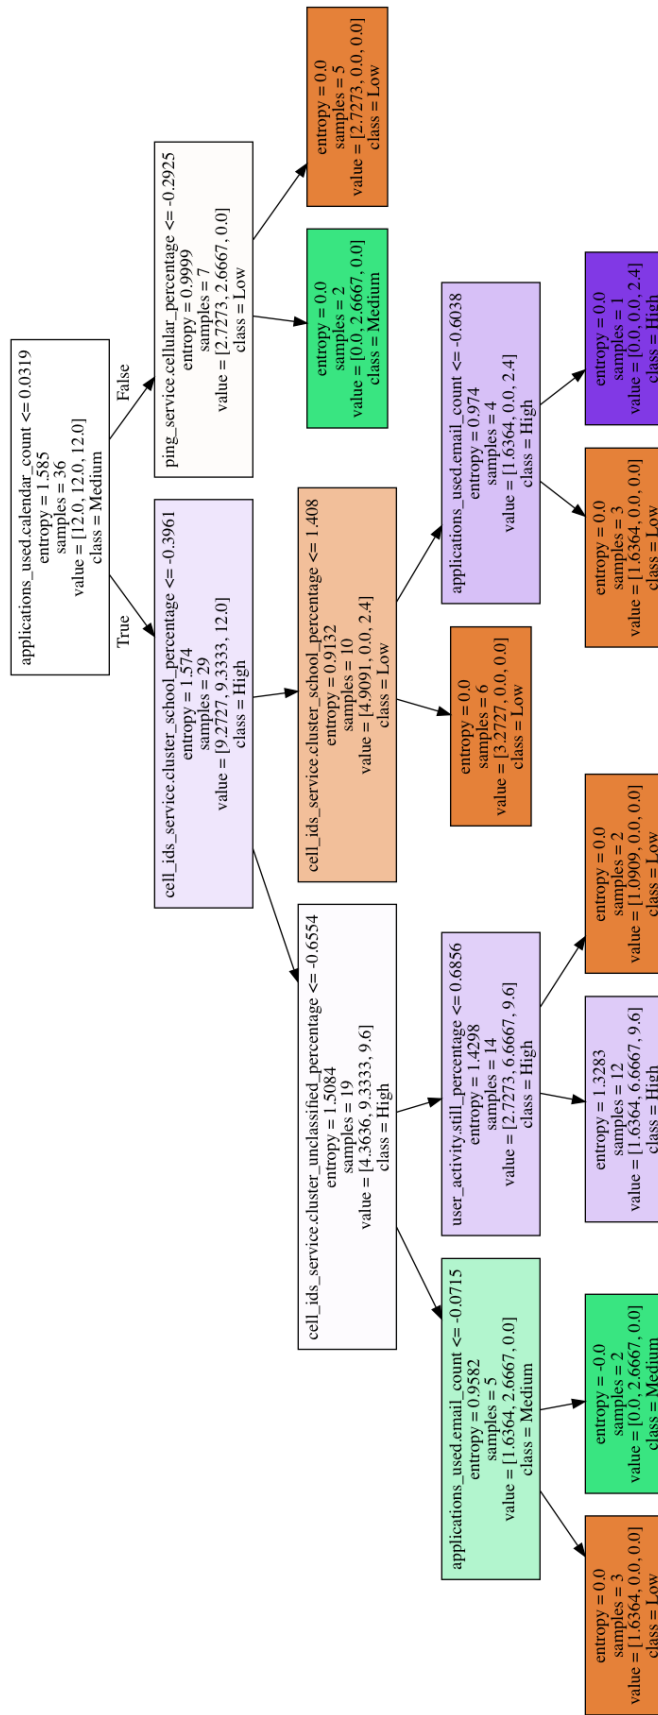 applications_used.calendar_count <= 0.0319
entropy = 1.585
samples = 36
value = [12.0, 12.0, 12.0]
class = Medium
True
False
cell_ids_service.cluster_school_percentage <= -0.3961
entropy = 1.574
samples = 29
value = [9.2727, 9.3333, 12.0]
class = High
ping_service.cellular_percentage <= -0.2925
entropy = 0.9999
samples = 7
value = [2.7273, 2.6667, 0.0]
class = Low
cell_ids_service.cluster_unclassified_percentage <= -0.6554
entropy = 1.5084
samples = 19
value = [4.3636, 9.3333, 9.6]
class = High
cell_ids_service.cluster_school_percentage <= 1.408
entropy = 0.9132
samples = 10
value = [4.9091, 0.0, 2.4]
class = Low
entropy = 0.0
samples = 2
value = [0.0, 2.6667, 0.0]
class = Medium
entropy = 0.0
samples = 5
value = [2.7273, 0.0, 0.0]
class = Low
applications_used.email_count <= -0.0715
entropy = 0.9582
samples = 5
value = [1.6364, 2.6667, 0.0]
class = Medium
user_activity.still_percentage <= 0.6856
entropy = 1.4298
samples = 14
value = [2.7273, 6.6667, 9.6]
class = High
entropy = 0.0
samples = 6
value = [3.2727, 0.0, 0.0]
class = Low
applications_used.email_count <= -0.6038
entropy = 0.974
samples = 4
value = [1.6364, 0.0, 2.4]
class = High
entropy = 0.0
samples = 3
value = [1.6364, 0.0, 0.0]
class = Low
entropy = -0.0
samples = 2
value = [0.0, 2.6667, 0.0]
class = Medium
entropy = 1.3283
samples = 12
value = [1.6364, 6.6667, 9.6]
class = High
entropy = 0.0
samples = 2
value = [1.0909, 0.0, 0.0]
class = Low
entropy = 0.0
samples = 3
value = [1.6364, 0.0, 0.0]
class = Low
entropy = 0.0
samples = 1
value = [0.0, 0.0, 2.4]
class = High